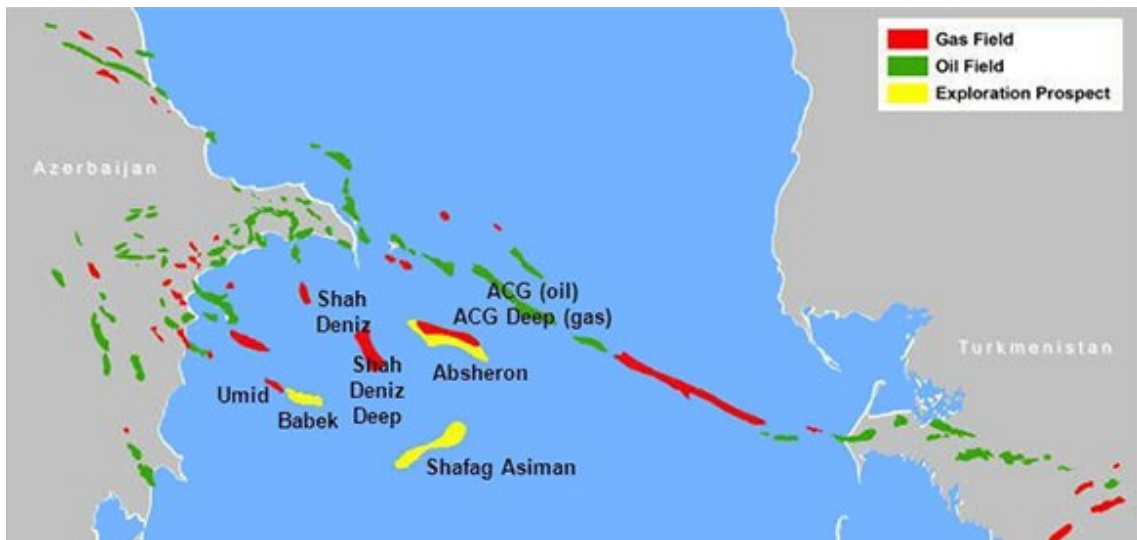 Gas Field
Oil Field
Exploration Prospect
Azerbaijan
ACG (oil)
Shah
Deniz
ACG Deep (gas)
Turkmenistan
Absheron
Shah
Deniz
Deep
Umid
Babek
Shafag Asiman